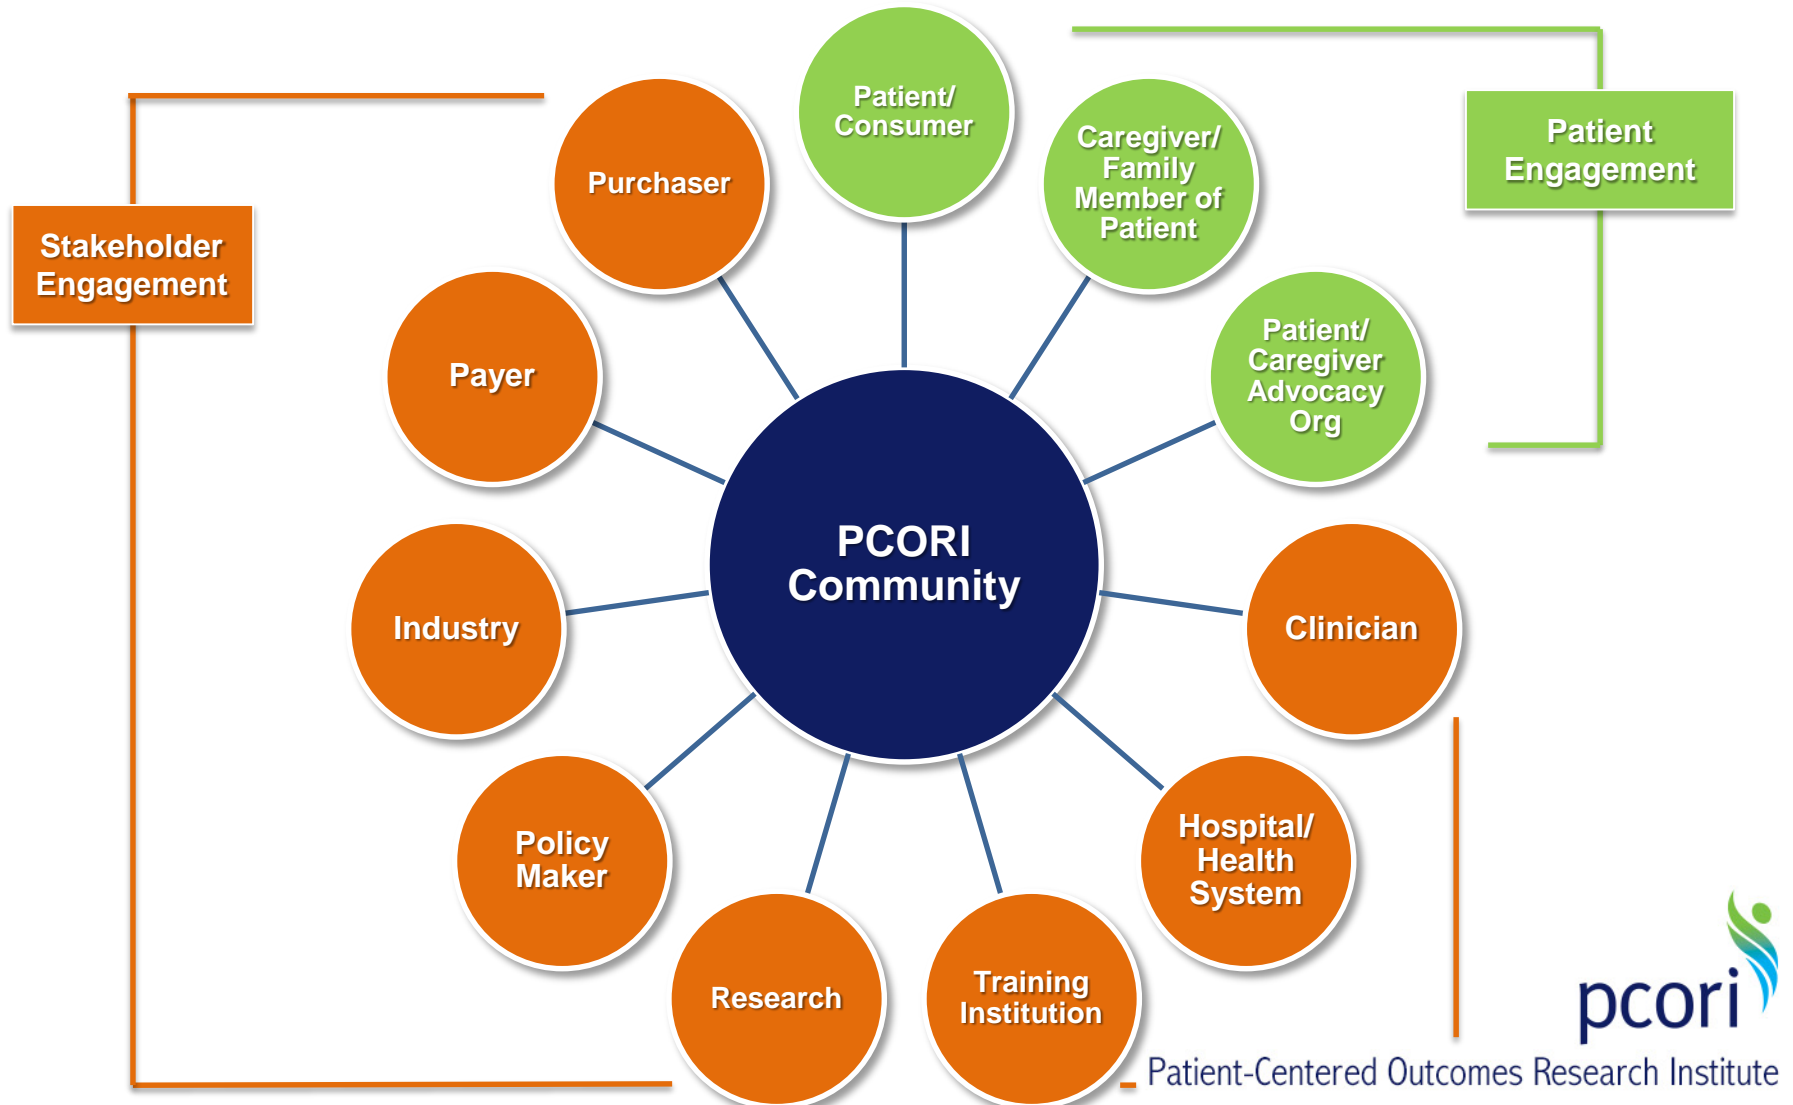 Patient/
Consumer
Caregiver/
Family
Member of
Patient
Patient
Engagement
Purchaser
Stakeholder
Engagement
Patient/
Caregiver
Advocacy
Org
Payer
PCORI
Community
Industry
Clinician
Policy
Maker
Hospital/
Health
System
Research
Training
Institution
pcori
Patient-Centered Outcomes Research Institute